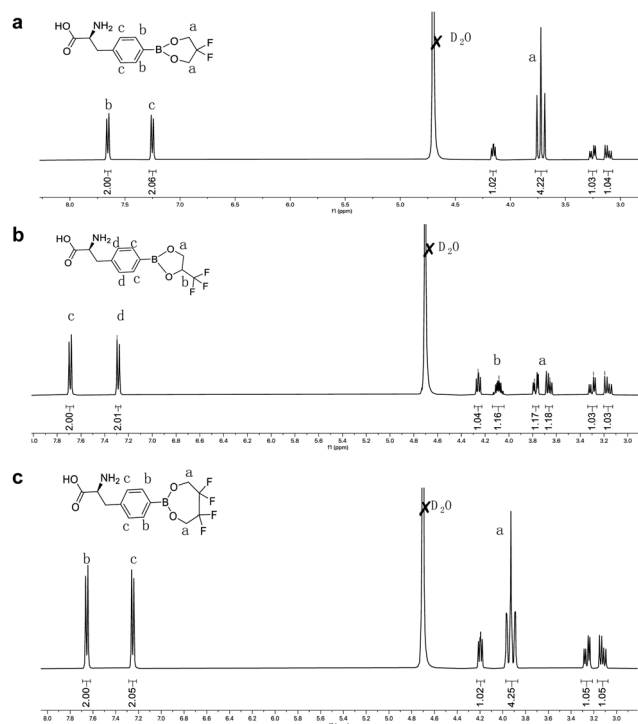 a
HO
NH₂
O
c
b
c
b
B
O
O
a
a
F
F
b
c
D₂O
a
2.00
2.06
1.02
4.22
1.03
1.04
8.0 7.5 7.0 6.5 6.0 5.5 5.0 4.5 4.0 3.5 3.0
f1 (ppm)
b
HO
NH₂
O
d
c
d
c
B
O
O
a
b
F
F
F
c
d
D₂O
b
a
2.00
2.01
1.04
1.16
1.17
1.18
1.03
1.03
8.0 7.8 7.6 7.4 7.2 7.0 6.8 6.6 6.4 6.2 6.0 5.8 5.6 5.4 5.2 5.0 4.8 4.6 4.4 4.2 4.0 3.8 3.6 3.4 3.2 3.0
f1 (ppm)
c
HO
NH₂
O
c
b
c
b
B
O
O
a
a
F
F
F
F
b
c
D₂O
a
2.00
2.05
1.02
4.25
1.05
1.05
8.0 7.8 7.6 7.4 7.2 7.0 6.8 6.6 6.4 6.2 6.0 5.8 5.6 5.4 5.2 5.0 4.8 4.6 4.4 4.2 4.0 3.8 3.6 3.4 3.2 3.0